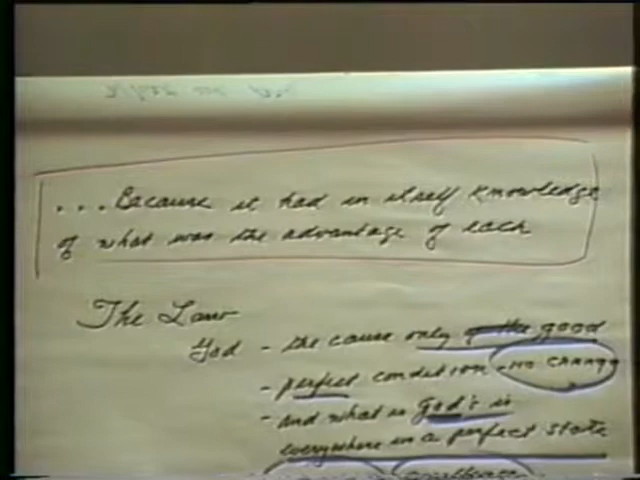 ...Because it had in itself knowledge
of what was the advantage of each
The Law
God - the cause only of the good
- perfect condition - no change
- and what is God's is
everywhere in a perfect state
excellence